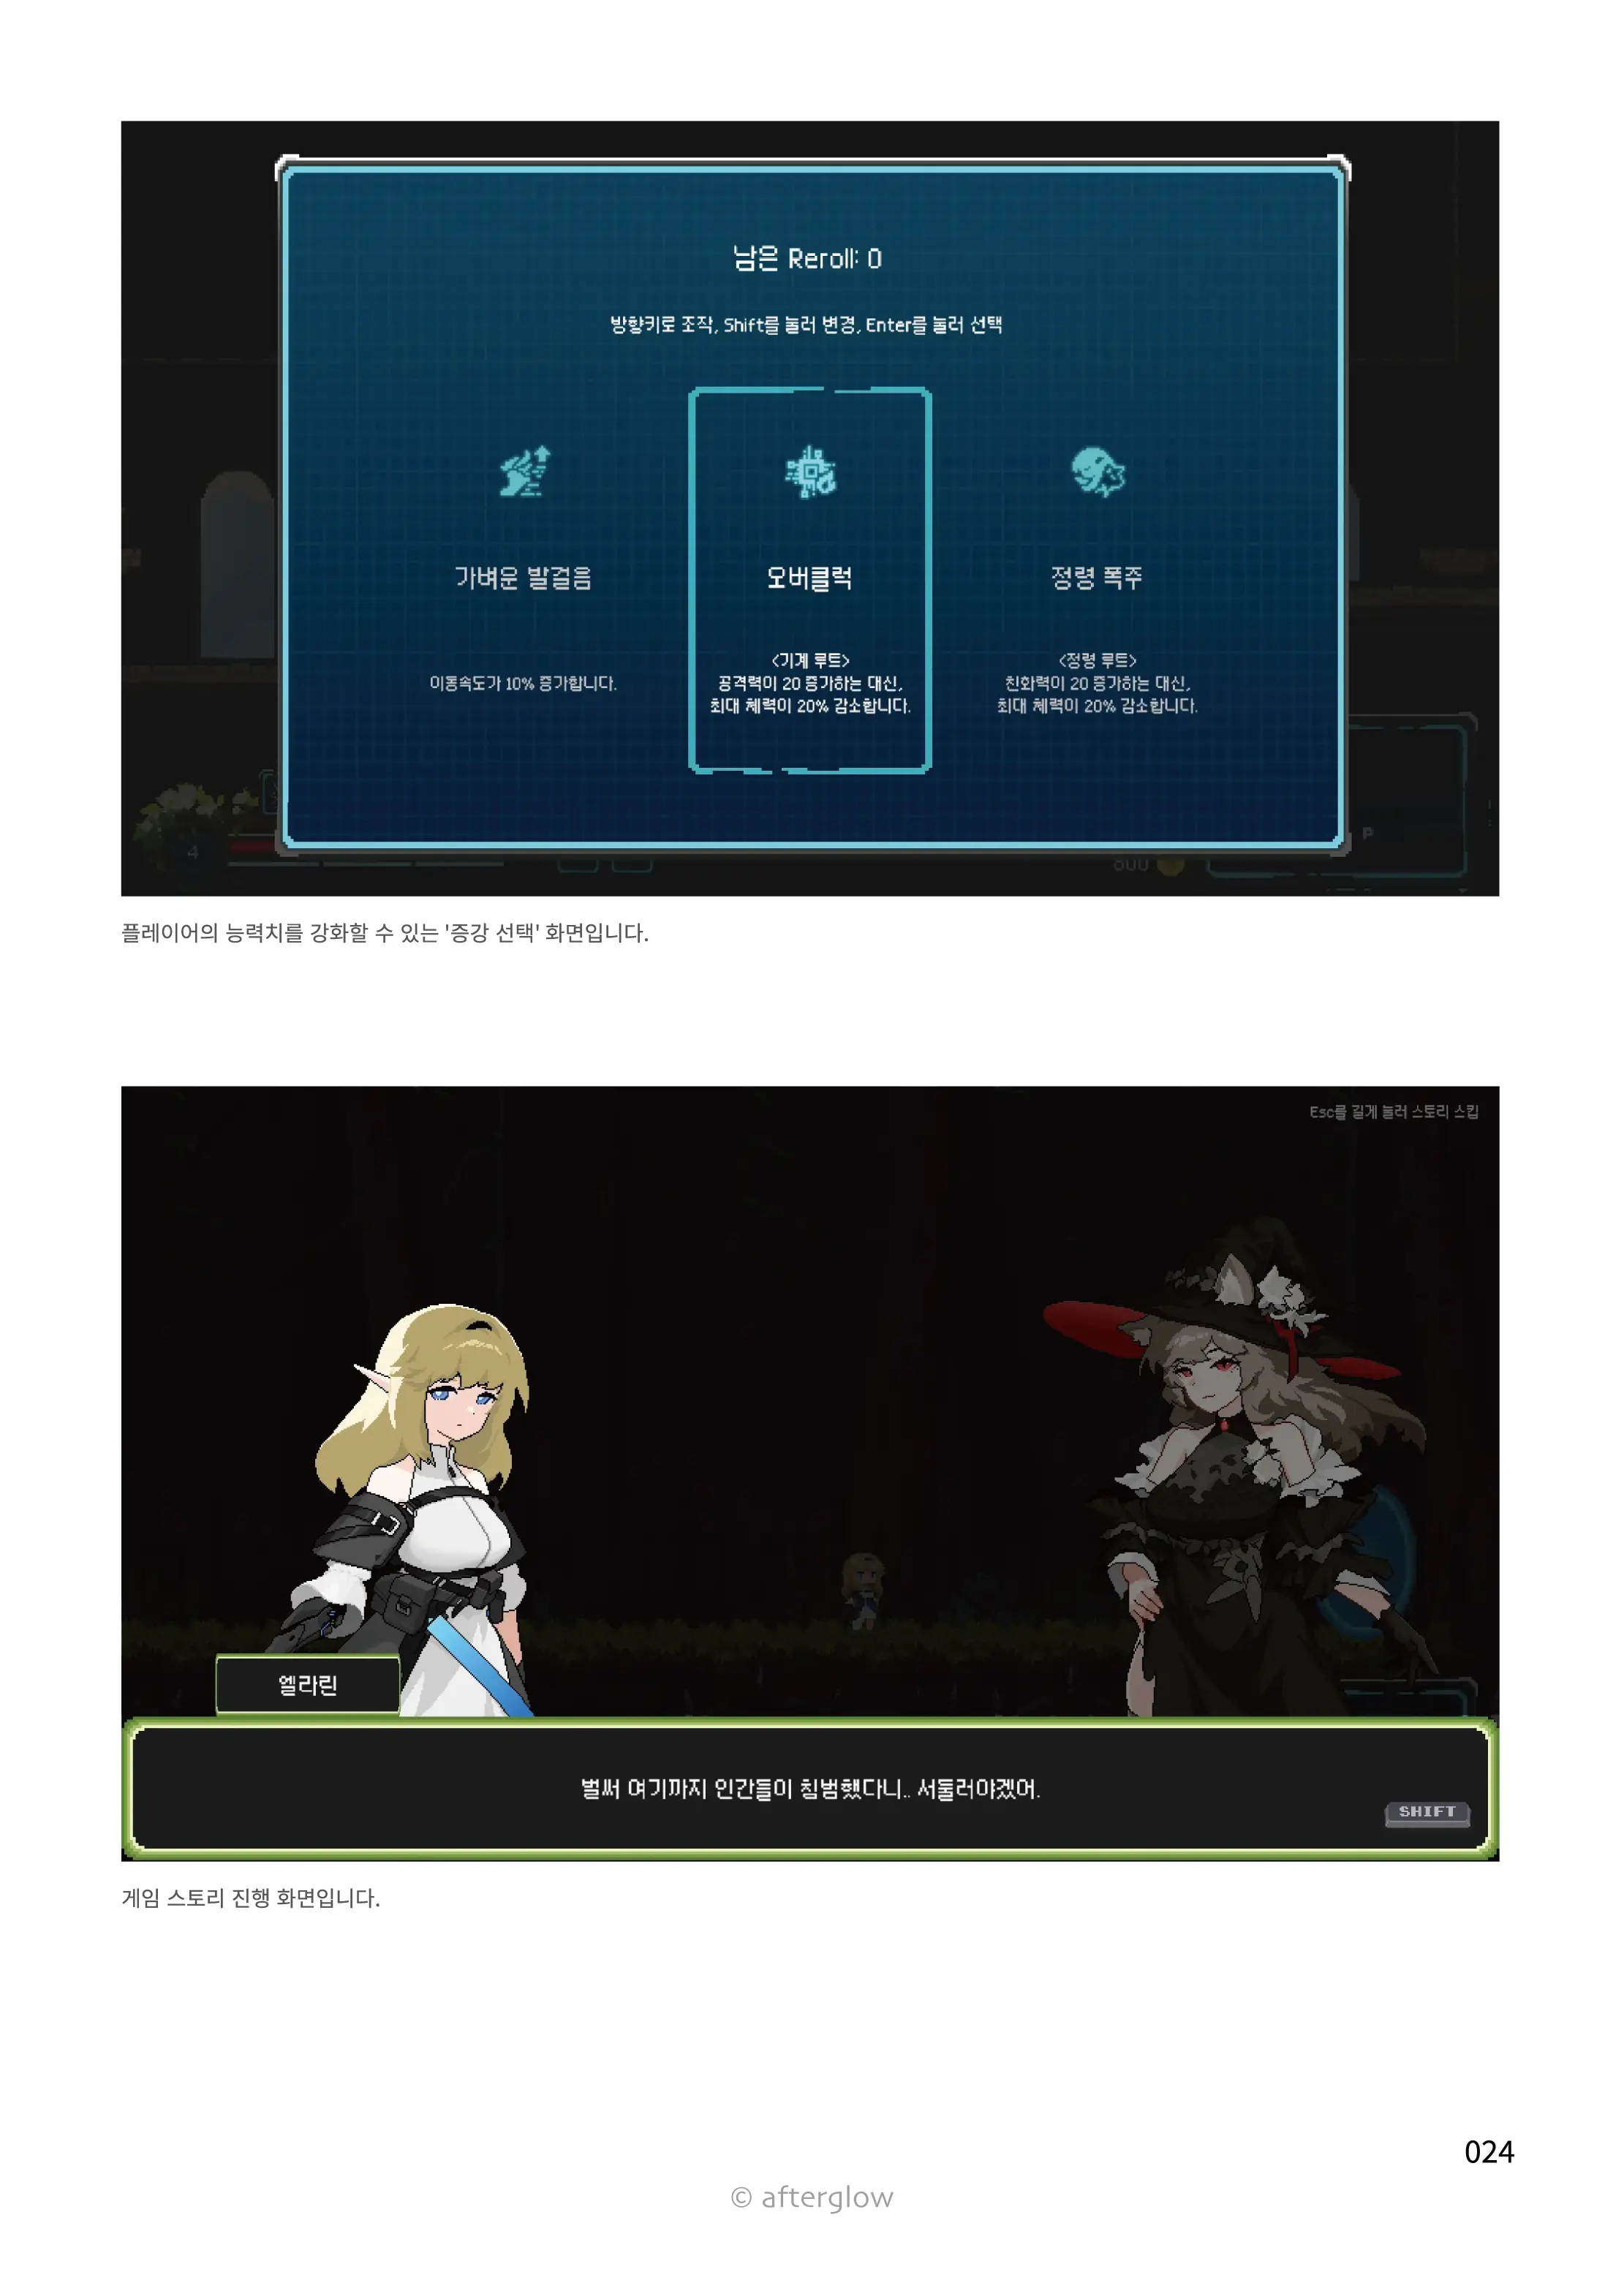 남은 Reroll: 0
방향키로 조작, Shift를 눌러 변경, Enter를 눌러 선택
가벼운 발걸음
이동속도가 10% 증가합니다.
오버클럭
<기계 루트>
공격력이 20 증가하는 대신,
최대 체력이 20% 감소합니다.
정령 폭주
<정령 루트>
친화력이 20 증가하는 대신,
최대 체력이 20% 감소합니다.
4
600
P
플레이어의 능력치를 강화할 수 있는 '증강 선택' 화면입니다.
Esc를 길게 눌러 스토리 스킵
엘라린
벌써 여기까지 인간들이 침범했다니.. 서둘러야겠어.
SHIFT
게임 스토리 진행 화면입니다.
024
© afterglow